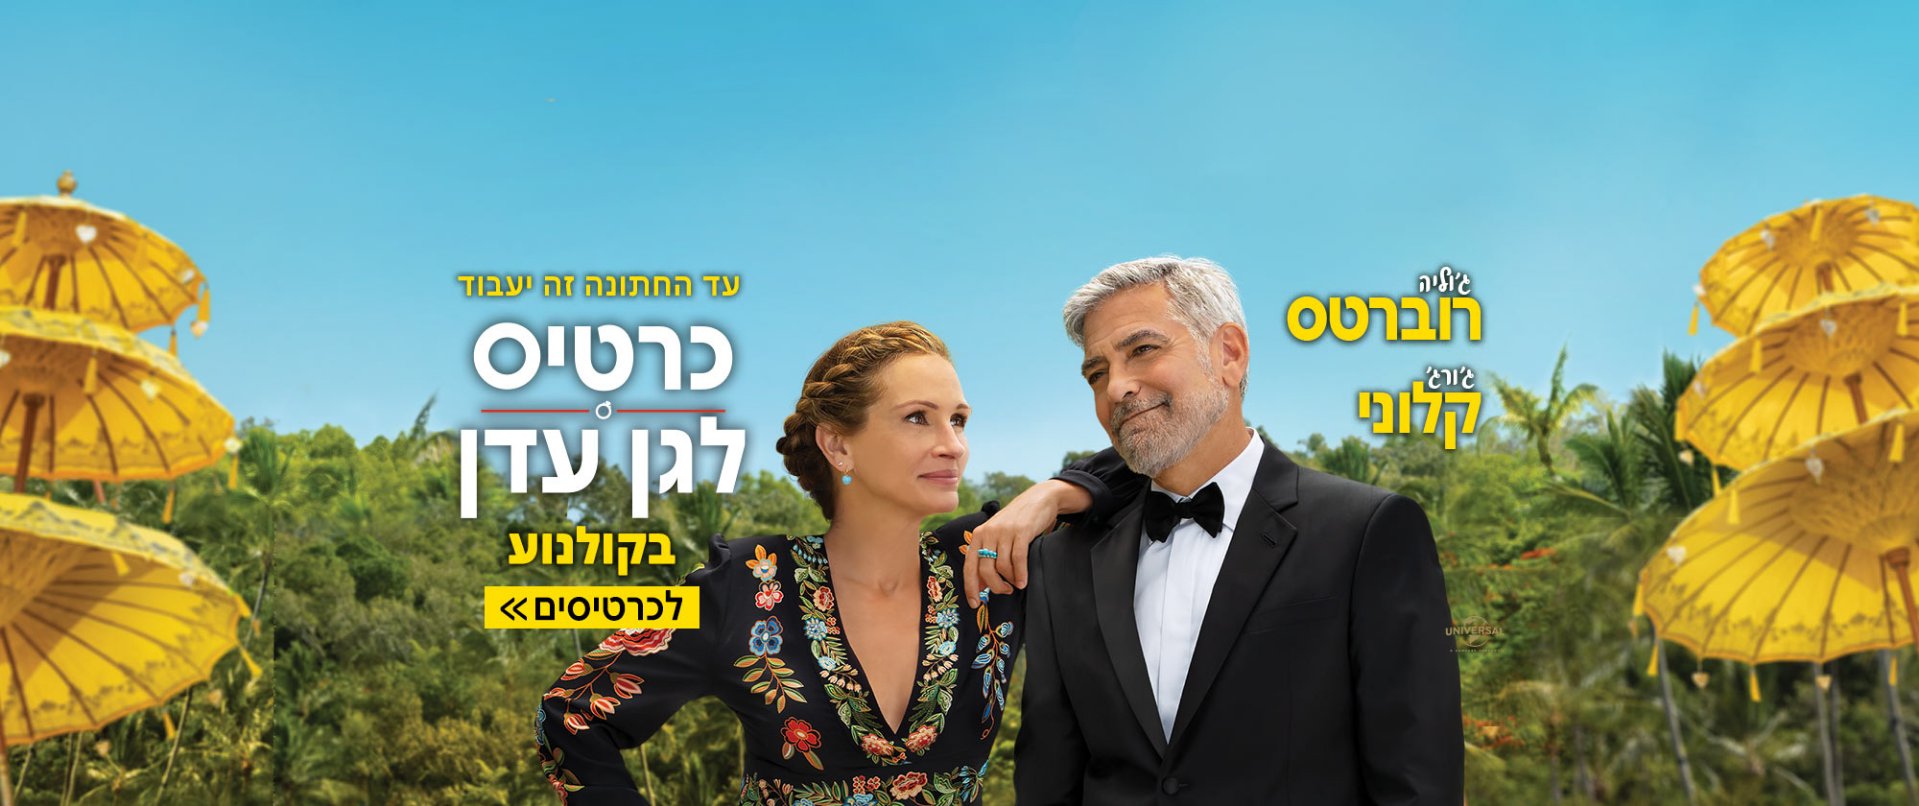 ג'וליה
רוברטס
ג'ורג'
קלוני
עד החתונה זה יעבוד
כרטיס
לגן עדן
בקולנוע
לכרטיסים >>
UNIVERSAL